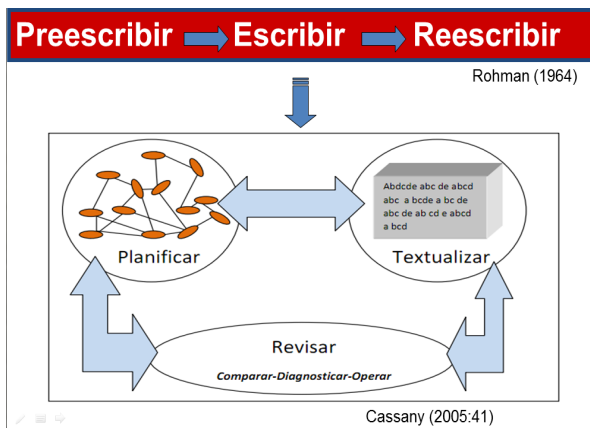 Preescribir Escribir Reescribir
Rohman (1964)
Planificar
Abdcde abc de abcd
abc a bcde a bc de
abc de ab cd e abcd
a bcd
Textualizar
Revisar
Comparar-Diagnosticar-Operar
Cassany (2005:41)